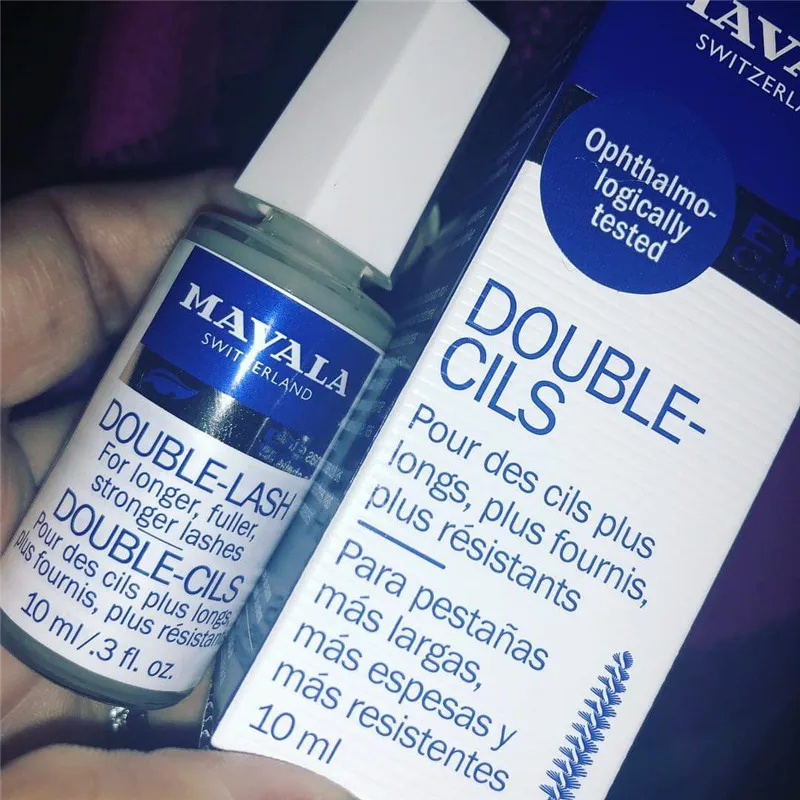 MAVALA
SWITZERLAND
DOUBLE-LASH
For longer, fuller,
stronger lashes
DOUBLE-CILS
Pour des cils plus longs,
plus fournis, plus résistan
10 ml/.3 fl. oz.
MAVA
SWITZERLA
Ophthalmo-
logically
tested
EY
DOUBLE-
CILS
Pour des cils plus
longs, plus fournis,
plus résistants
Para pestañas
más largas,
más espesas y
más resistentes
10 ml